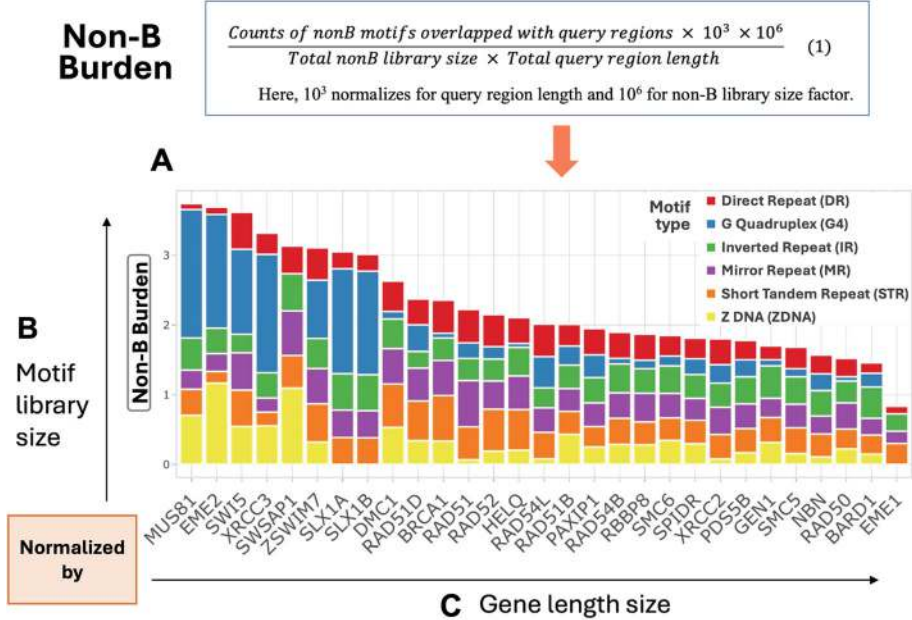 Non-B
Burden
Counts of nonB motifs overlapped with query regions × 10³ × 10⁶
Total nonB library size × Total query region length
(1)
Here, 10³ normalizes for query region length and 10⁶ for non-B library size factor.
A
Motif
type
Direct Repeat (DR)
G Quadruplex (G4)
Inverted Repeat (IR)
Mirror Repeat (MR)
Short Tandem Repeat (STR)
Z DNA (ZDNA)
B
Motif
library
size
Non-B Burden
3
2
1
0
MUS81
EME2
SWI5
XRCC3
SWSAP1
ZSWIM7
SLX1A
SLX1B
DMC1
RAD51D
BRCA1
RAD51
RAD52
HELQ
RAD54L
RAD51B
PAXIP1
RAD54B
RBBP8
SMC6
SPIDR
XRCC2
PDS5B
GEN1
SMC5
NBN
RAD50
BARD1
EME1
Normalized
by
C Gene length size